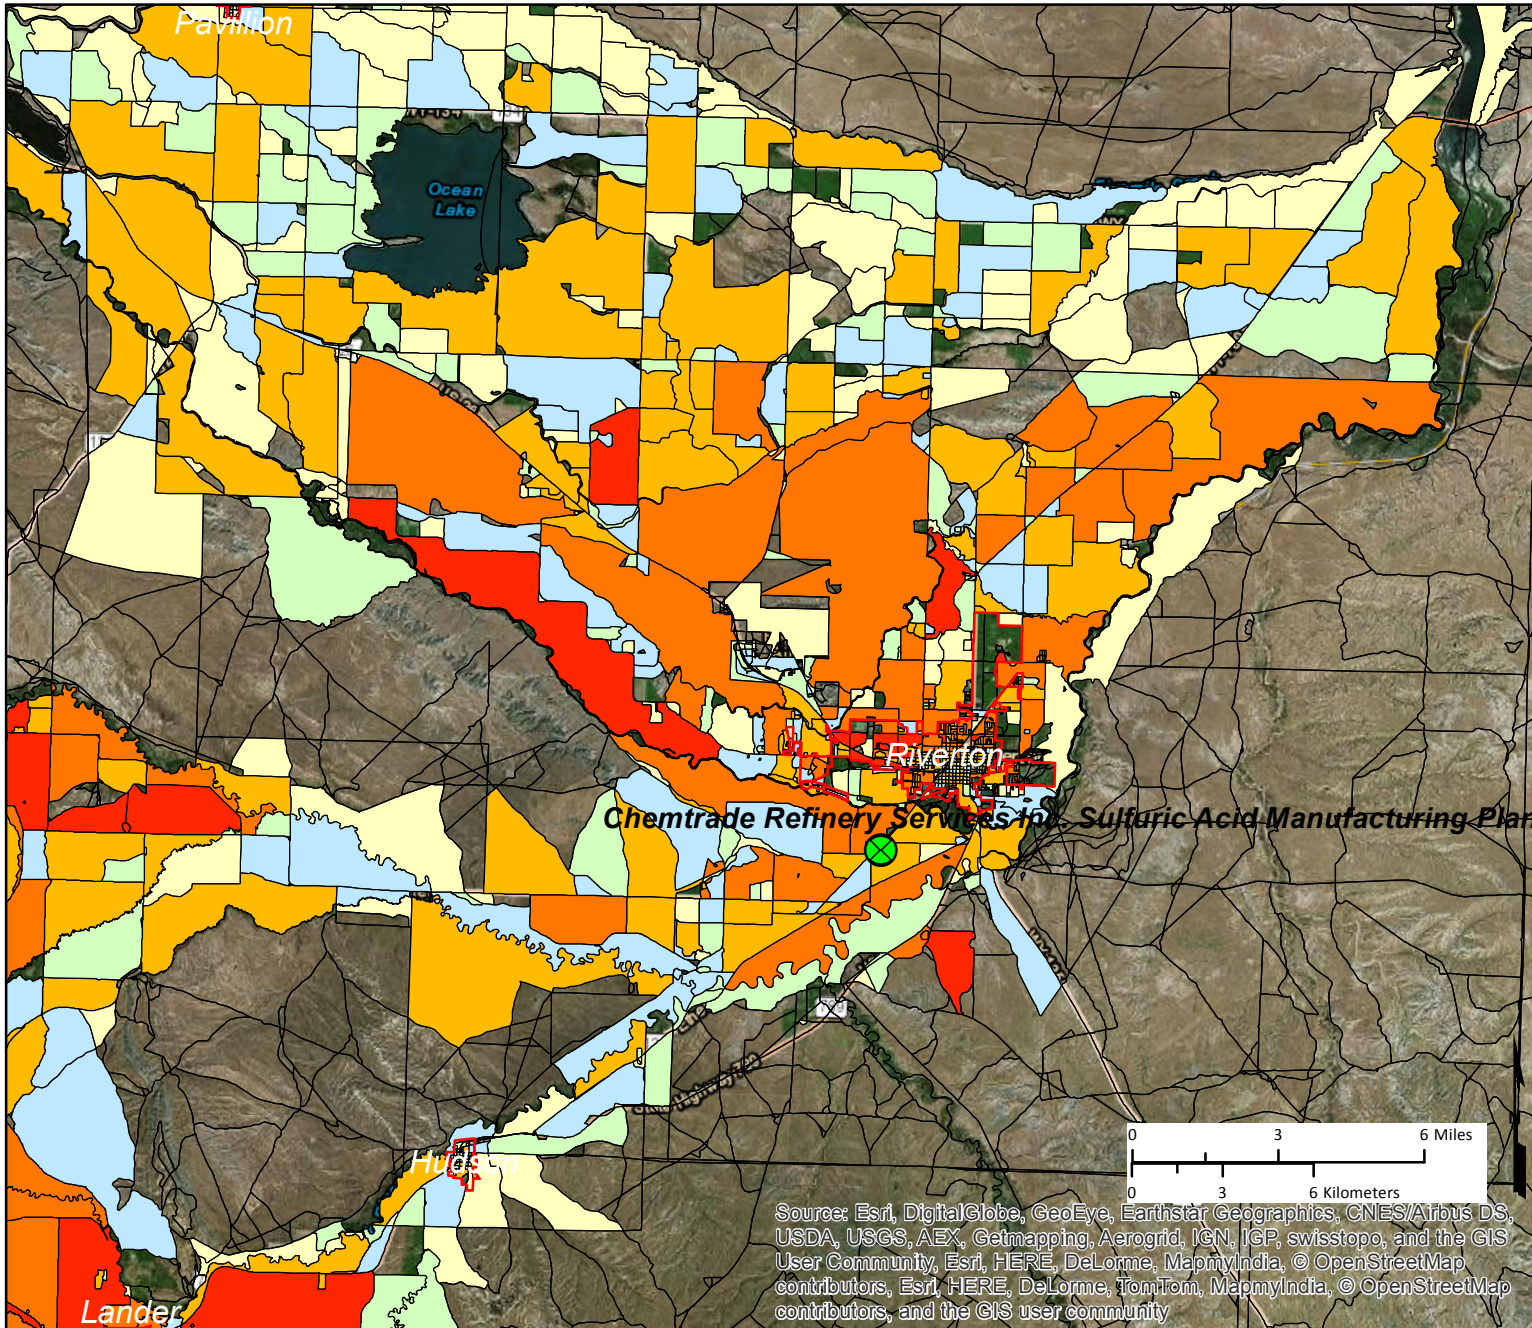 Pavillion
134
Ocean
Lake
Riverton
Chemtrade Refinery Services Inc. Sulfuric Acid Manufacturing Plan
789
Hudson
0 3 6 Miles
0 3 6 Kilometers
Source: Esri, DigitalGlobe, GeoEye, Earthstar Geographics, CNES/Airbus DS,
USDA, USGS, AEX, Getmapping, Aerogrid, IGN, IGP, swisstopo, and the GIS
User Community, Esri, HERE, DeLorme, MapmyIndia, © OpenStreetMap
contributors, Esri, HERE, DeLorme, TomTom, MapmyIndia, © OpenStreetMap
contributors, and the GIS user community
Lander